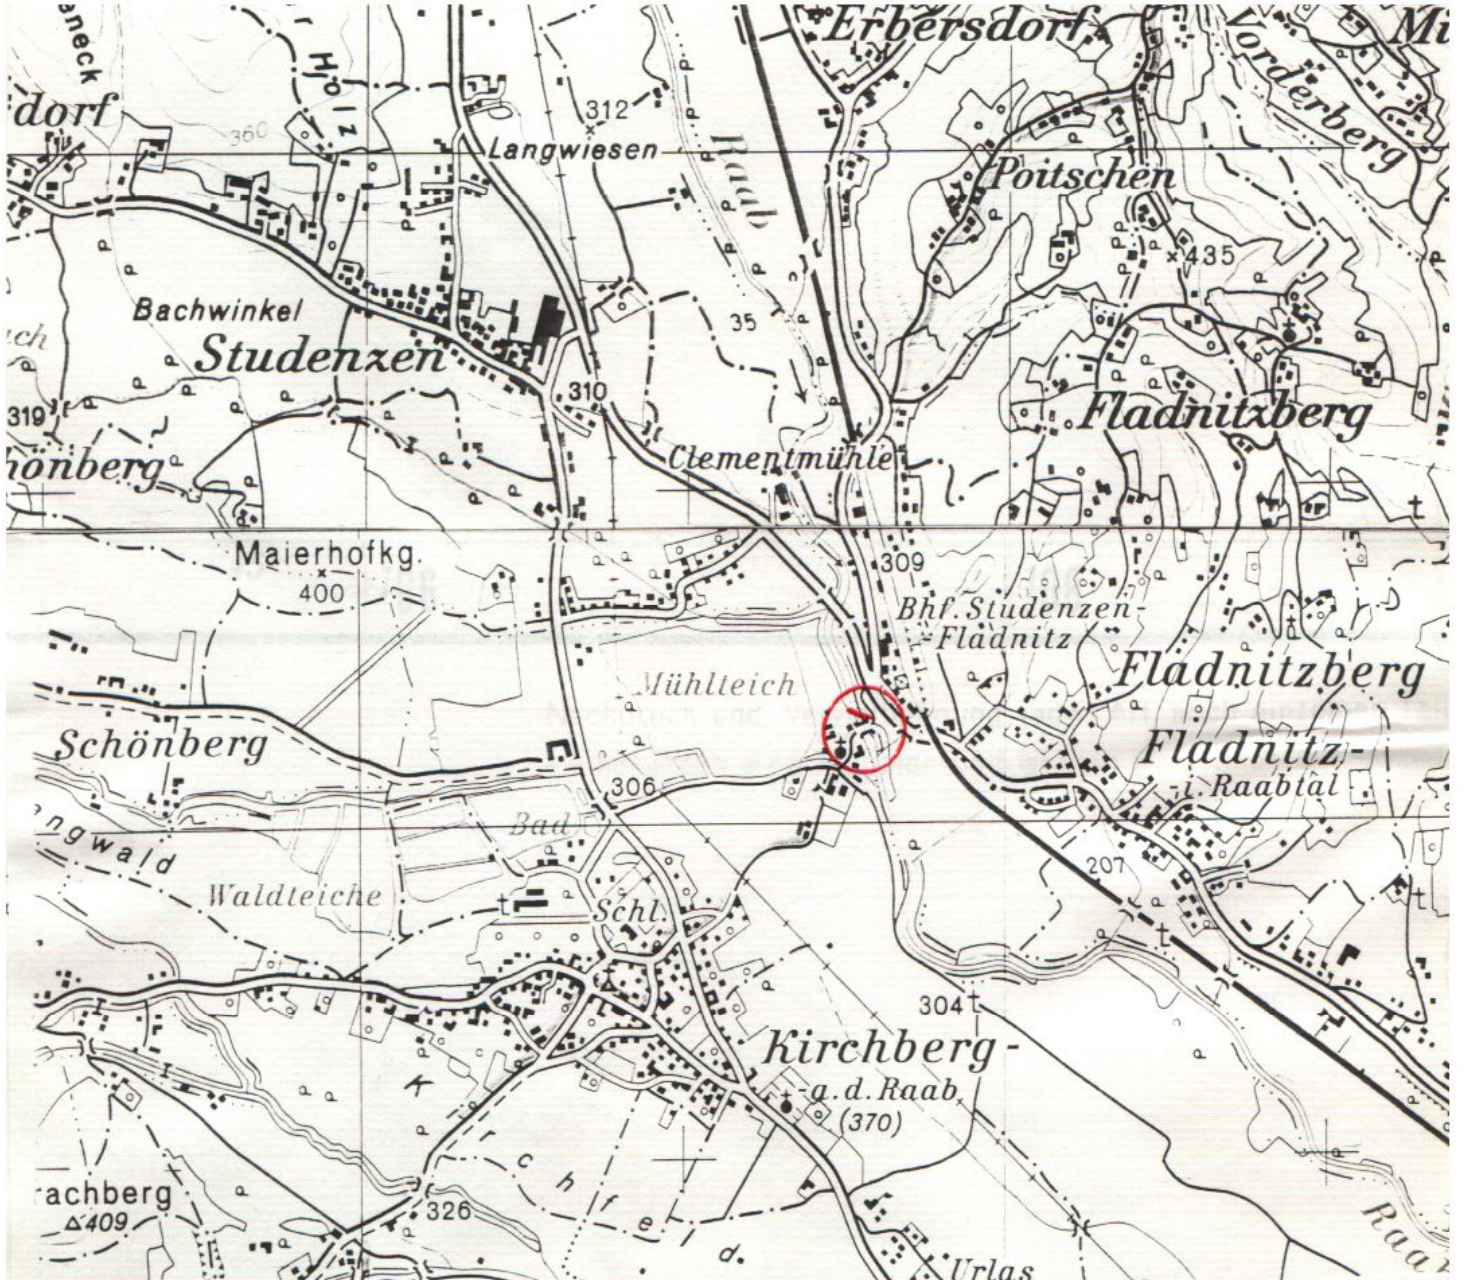 Erbersdorf
Vorderberg
Holz
dorf
360
312
Langwiesen
Raab
Poitschen
435
Bachwinkel
Studenzen
35
310
319
Fladnitzberg
Clementmühle
t
Maierhofkg.
400
309
Bhf. Studenzen-
Fladnitz
Mühlteich
Fladnitzberg
Fladnitz-
i. Raabtal
Schönberg
306
Bad
207
Waldteiche
t
Schl.
t
t
304
t
Kirchberg-
a. d. Raab
(370)
Kirchfeld
rachberg
409
326
Raab
Urlas